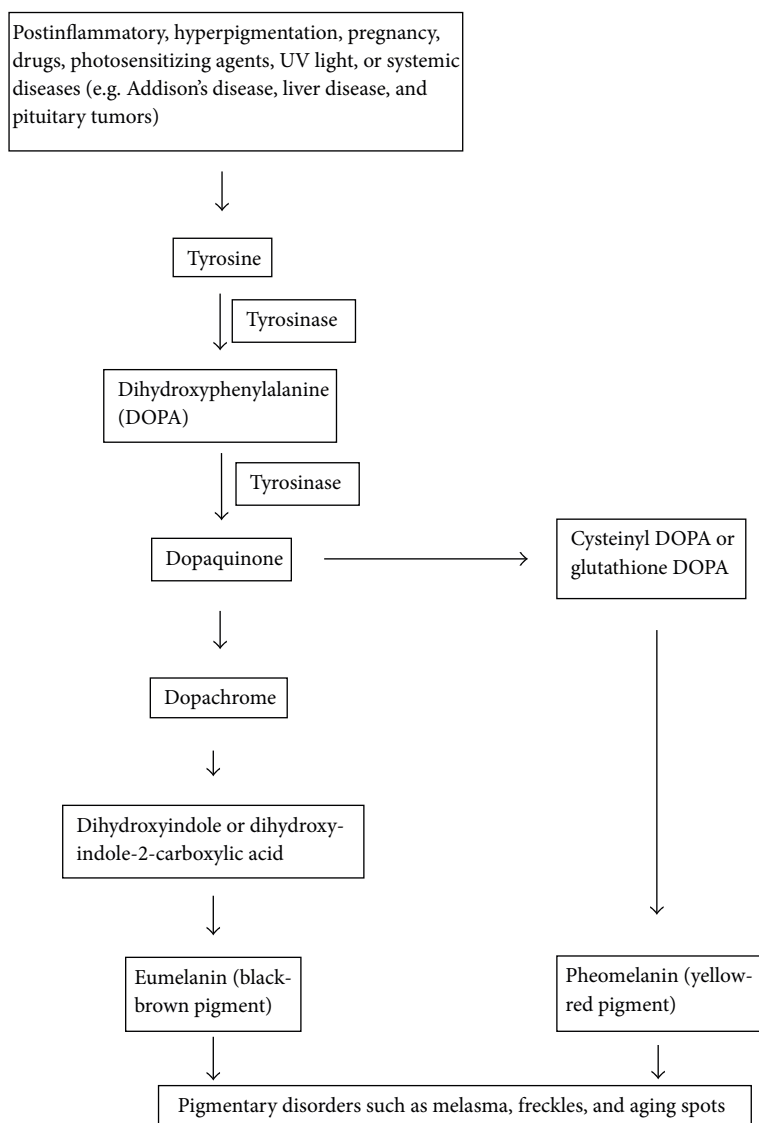 Postinflammatory, hyperpigmentation, pregnancy,
drugs, photosensitizing agents, UV light, or systemic
diseases (e.g. Addison's disease, liver disease, and
pituitary tumors)
Tyrosine
Tyrosinase
Dihydroxyphenylalanine
(DOPA)
Tyrosinase
Dopaquinone
Cysteinyl DOPA or
glutathione DOPA
Dopachrome
Dihydroxyindole or dihydroxy-
indole-2-carboxylic acid
Eumelanin (black-
brown pigment)
Pheomelanin (yellow-
red pigment)
Pigmentary disorders such as melasma, freckles, and aging spots